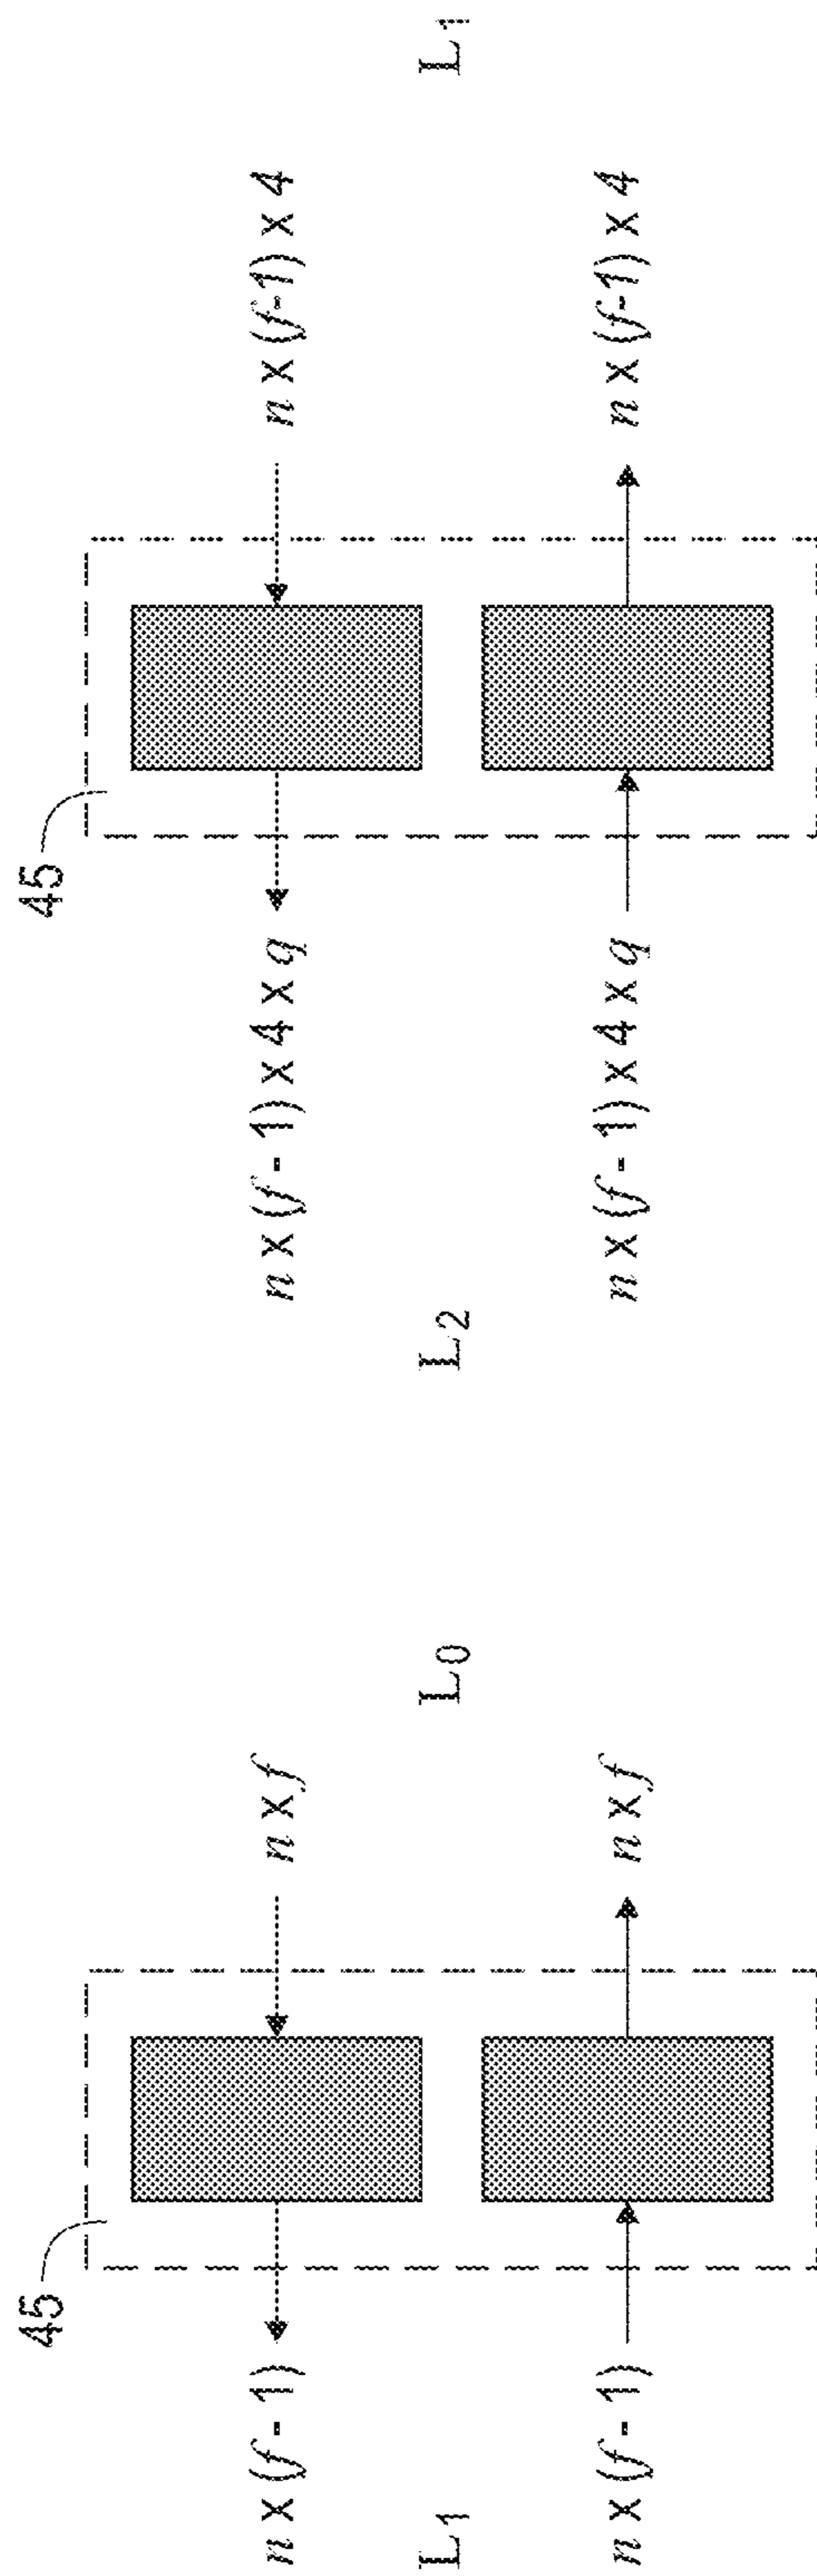 45
n x (f - 1)
n x f
L1
L0
n x (f - 1)
n x f
45
n x (f - 1) x 4 x q
n x (f-1) x 4
L2
L1
n x (f - 1) x 4 x q
n x (f-1) x 4